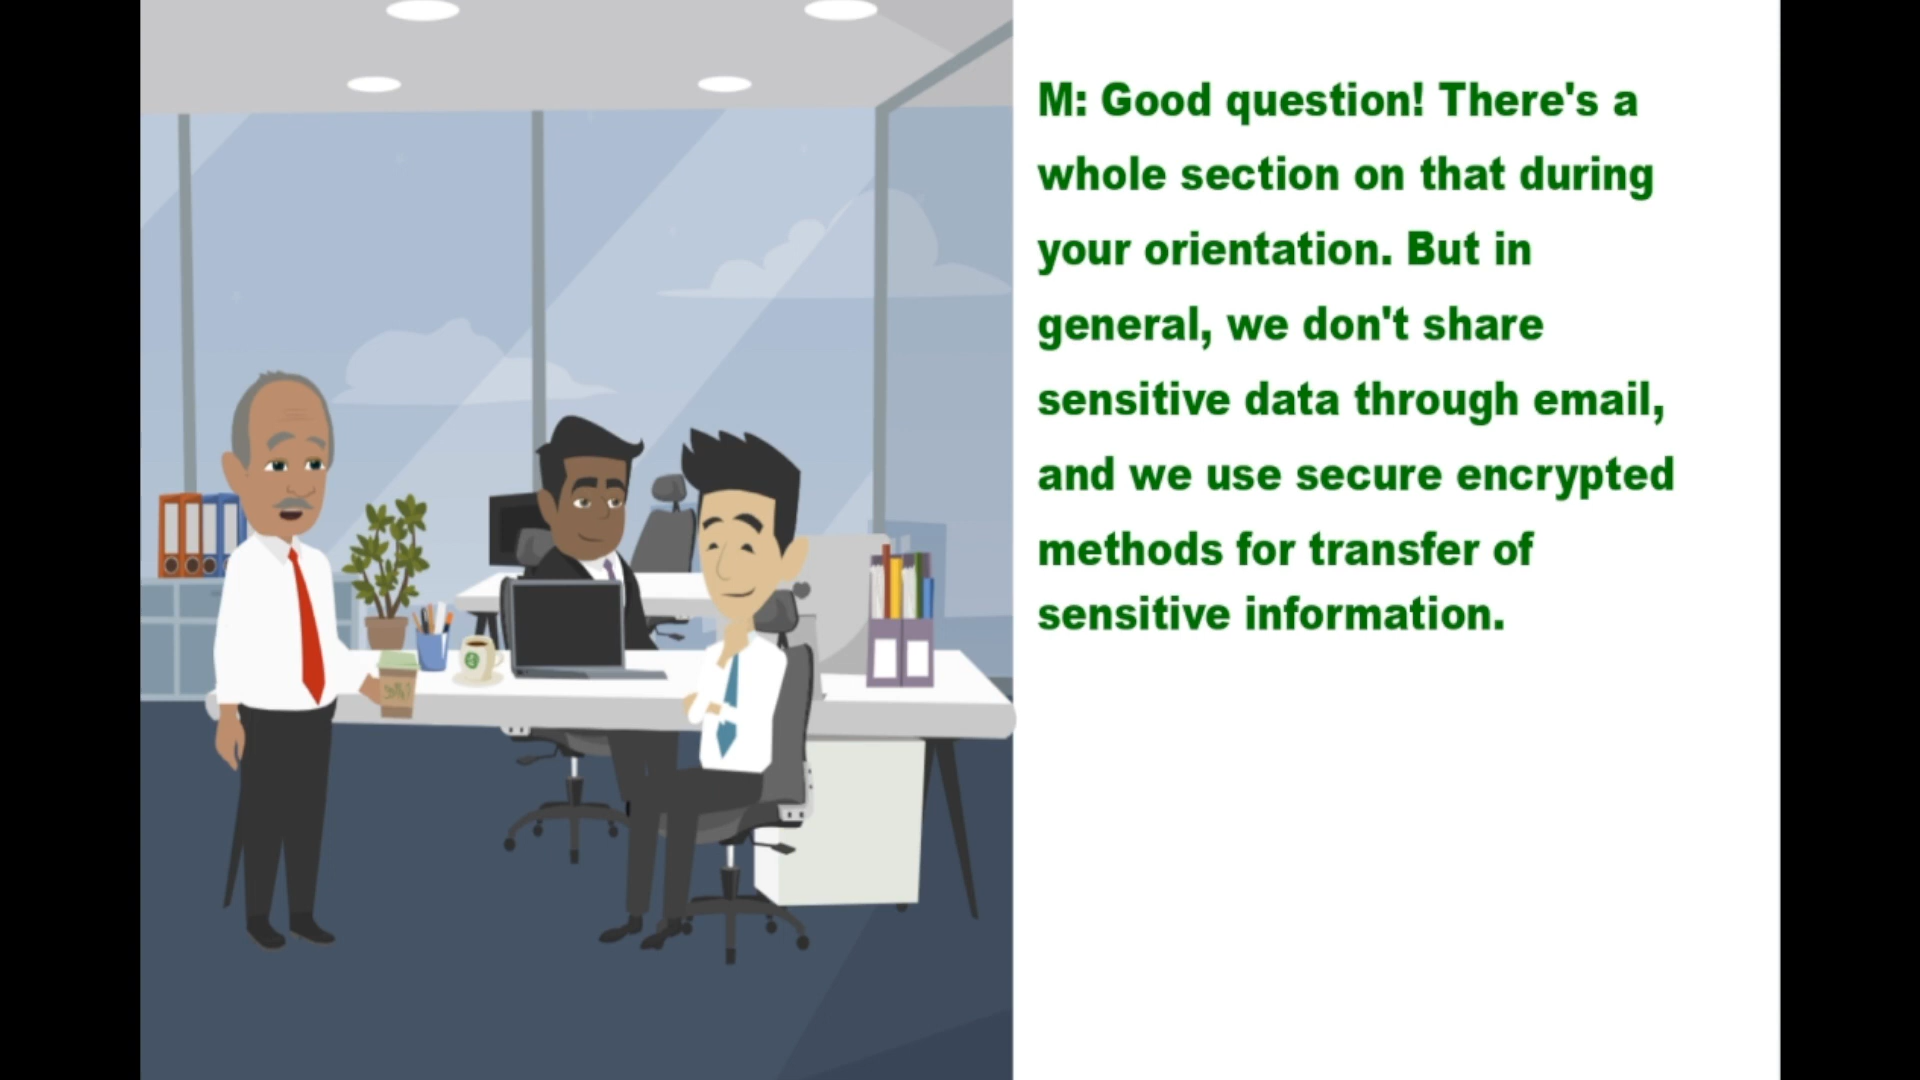 M: Good question! There's a
whole section on that during
your orientation. But in
general, we don't share
sensitive data through email,
and we use secure encrypted
methods for transfer of
sensitive information.